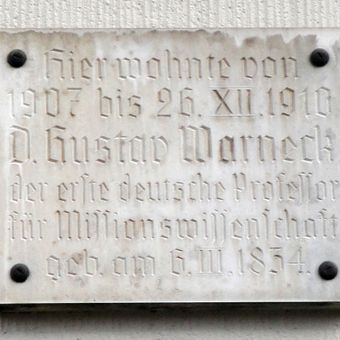 Hier wohnte von
1907 bis 26. XII 1910
D. Gustav Warneck
der erste deutsche Professor
für Missionswissenschaft
geb. am 6. III. 1834.